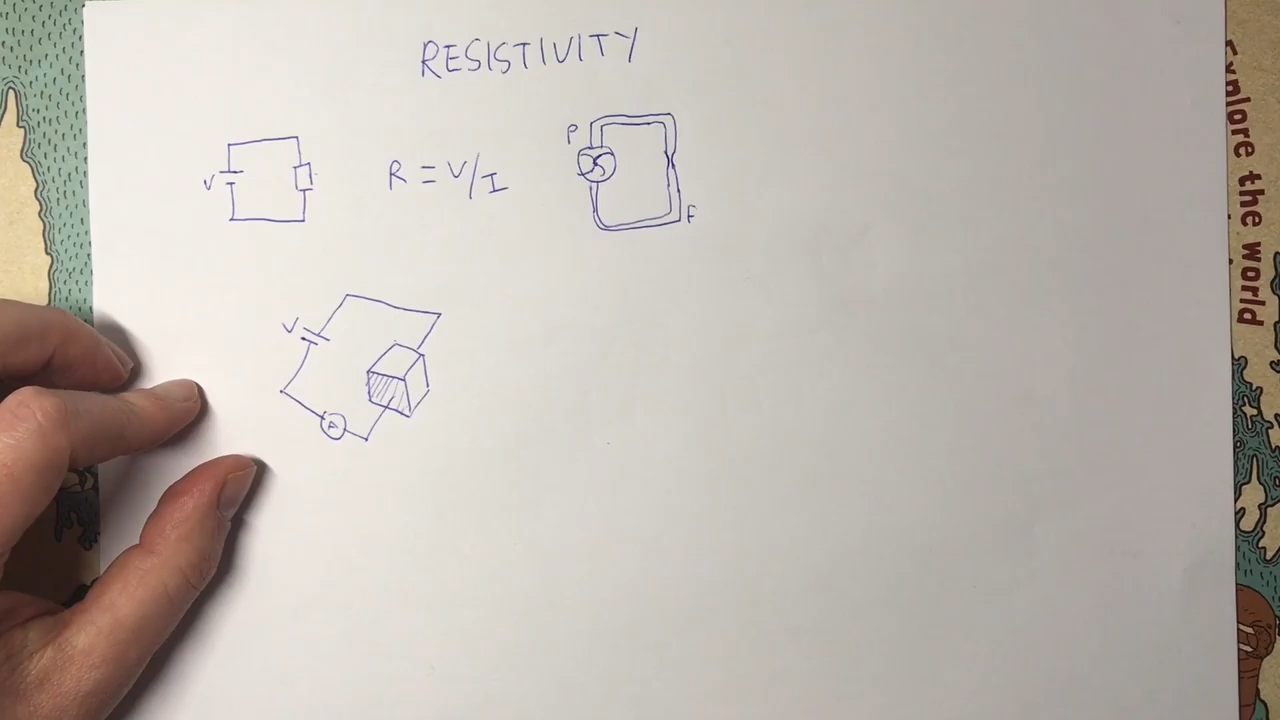 RESISTIVITY
V
R = V/I
P
F
V
A
Explore the world